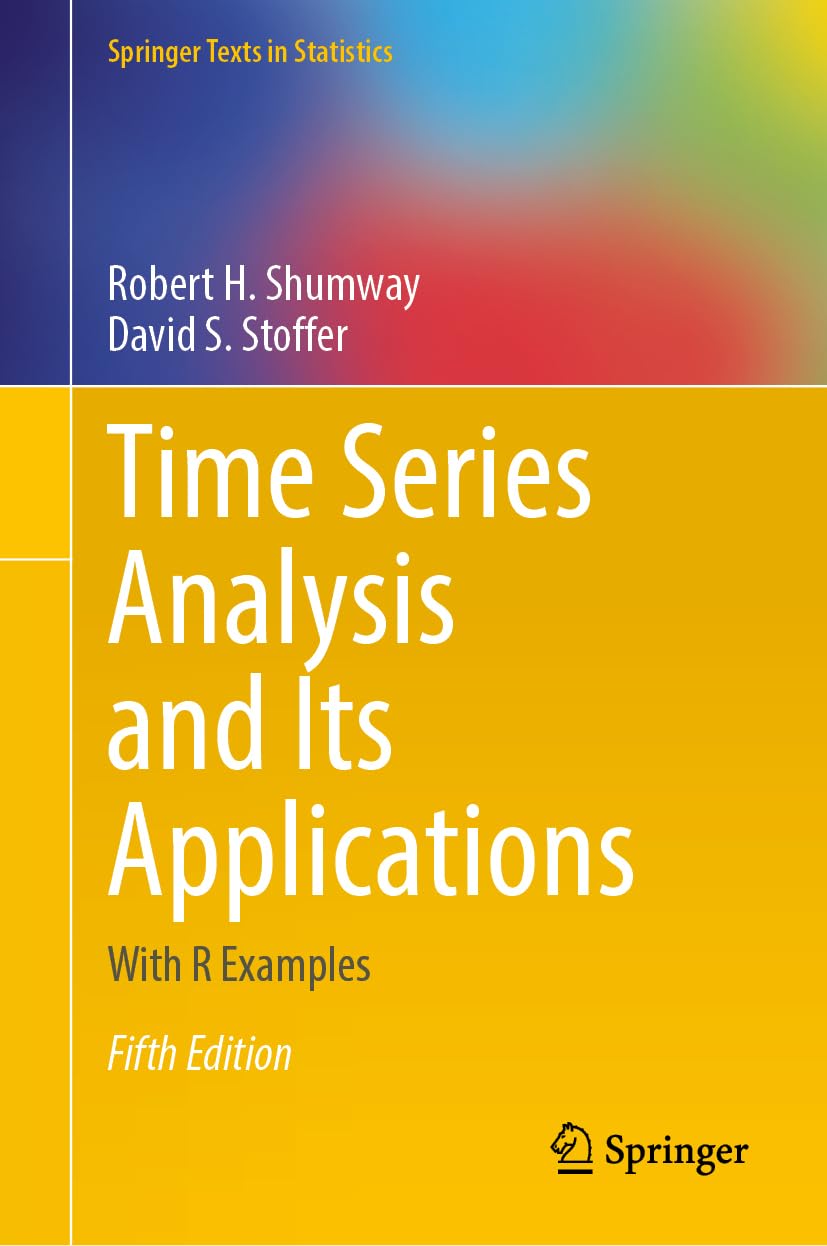 Springer Texts in Statistics
Robert H. Shumway
David S. Stoffer
Time Series
Analysis
and Its
Applications
With R Examples
Fifth Edition
Springer